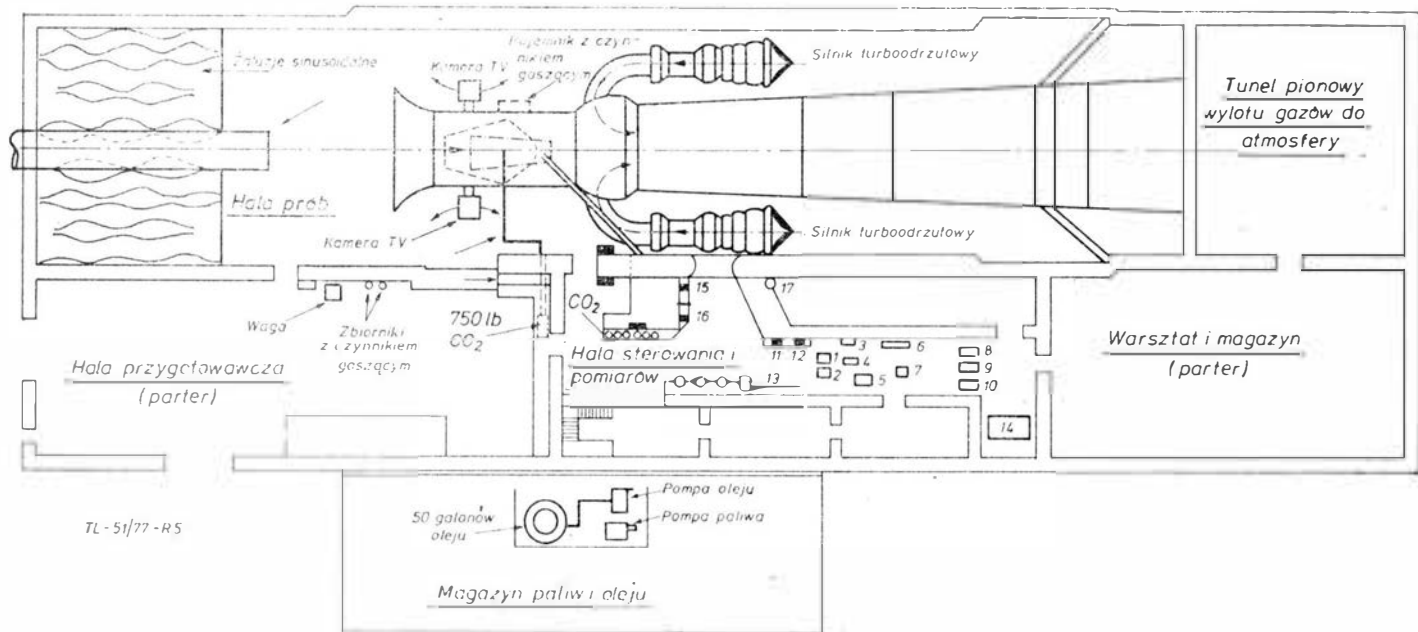 Żaluzje sinusoidalne
Kamera TV
Pojemnik z czyn-
nikiem
gaszącym
Silnik turboodrzutowy
Tunel pionowy
wylotu gazów do
atmosfery
Hala prób
Kamera TV
Silnik turboodrzutowy
Waga
Zbiorniki
z czynnikiem
gaszącym
750 lb
CO2
CO2
15
16
17
Hala przygotowawcza
(parter)
Hala sterowania i
pomiarów
11
12
13
1
2
3
4
5
6
7
8
9
10
14
Warsztat i magazyn
(parter)
TL-51/77-R5
50 galonów
oleju
Pompa oleju
Pompa paliwa
Magazyn paliw i oleju